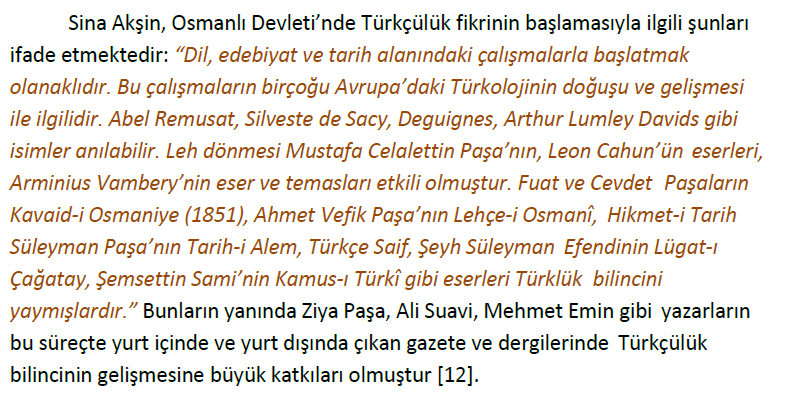 Sina Akşin, Osmanlı Devleti’nde Türkçülük fikrinin başlamasıyla ilgili şunları
ifade etmektedir: “Dil, edebiyat ve tarih alanındaki çalışmalarla başlatmak
olanaklıdır. Bu çalışmaların birçoğu Avrupa’daki Türkolojinin doğuşu ve gelişmesi
ile ilgilidir. Abel Remusat, Silveste de Sacy, Deguignes, Arthur Lumley Davids gibi
isimler anılabilir. Leh dönmesi Mustafa Celalettin Paşa’nın, Leon Cahun’ün eserleri,
Arminius Vambery’nin eser ve temasları etkili olmuştur. Fuat ve Cevdet Paşaların
Kavaid-i Osmaniye (1851), Ahmet Vefik Paşa’nın Lehçe-i Osmanî, Hikmet-i Tarih
Süleyman Paşa’nın Tarih-i Alem, Türkçe Saif, Şeyh Süleyman Efendinin Lügat-ı
Çağatay, Şemsettin Sami’nin Kamus-ı Türkî gibi eserleri Türklük bilincini
yaymışlardır.” Bunların yanında Ziya Paşa, Ali Suavi, Mehmet Emin gibi yazarların
bu süreçte yurt içinde ve yurt dışında çıkan gazete ve dergilerinde Türkçülük
bilincinin gelişmesine büyük katkıları olmuştur [12].